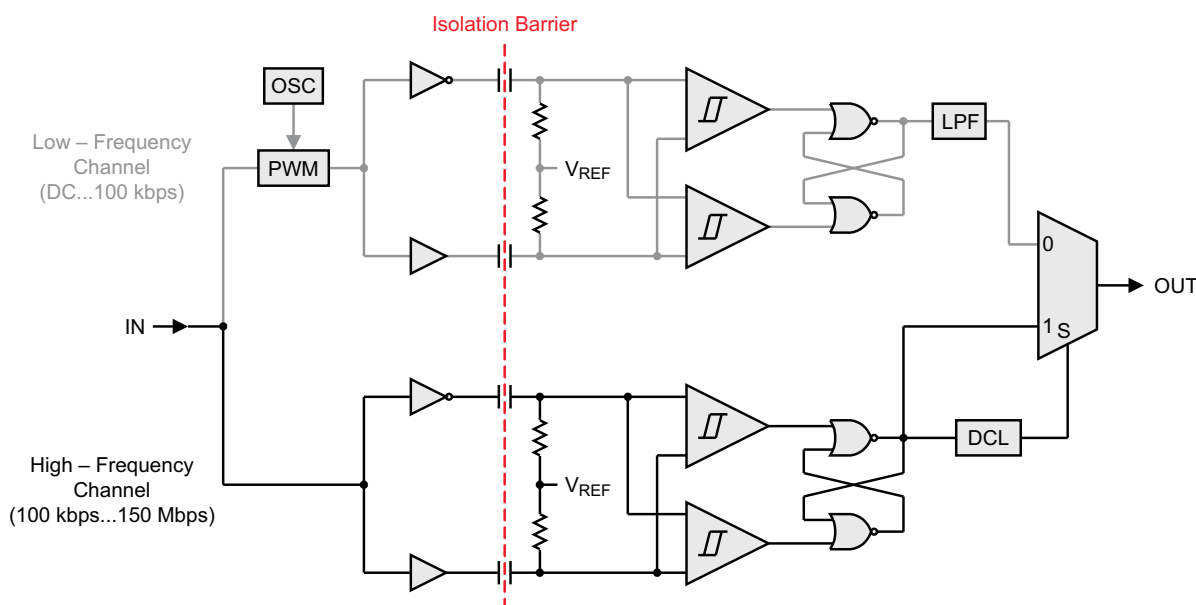 Isolation Barrier
OSC
Low – Frequency
Channel
(DC...100 kbps)
PWM
VREF
LPF
0
OUT
IN
1
S
High – Frequency
Channel
(100 kbps...150 Mbps)
VREF
DCL